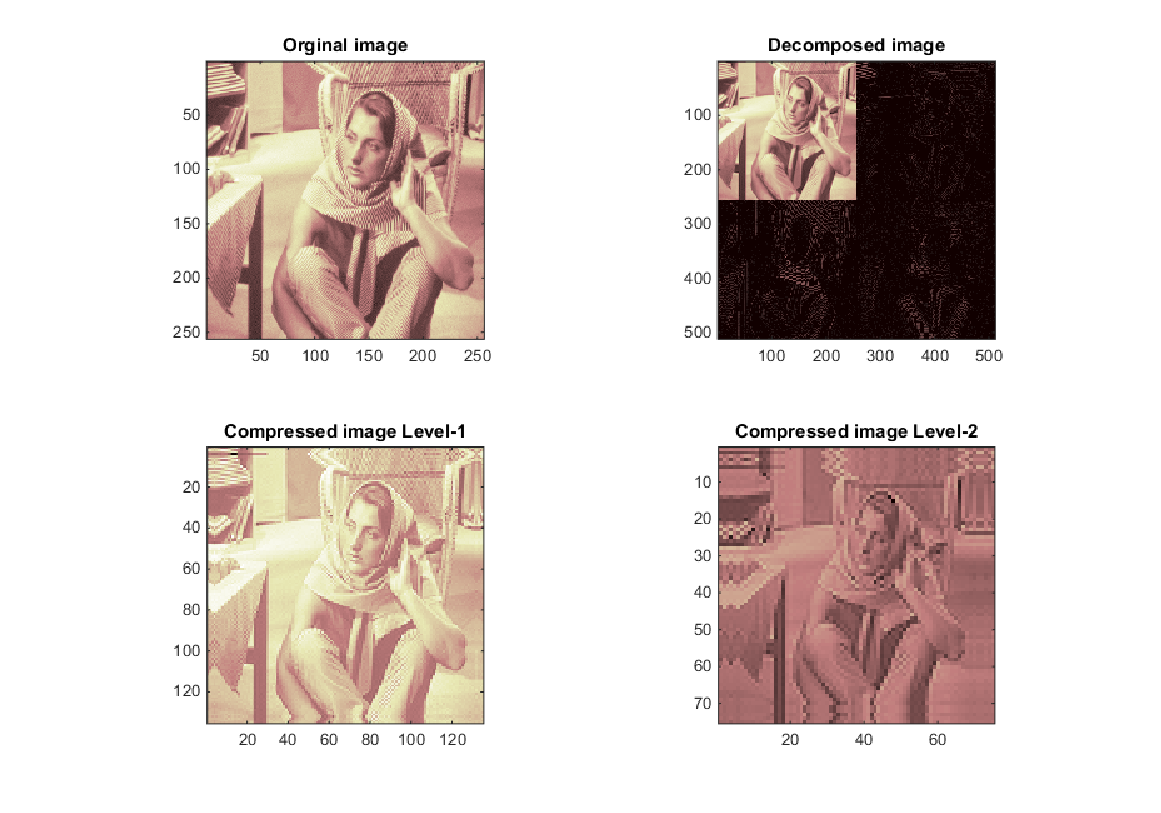 Orginal image
50
100
150
200
250
50 100 150 200 250
Decomposed image
100
200
300
400
500
100 200 300 400 500
Compressed image Level-1
20
40
60
80
100
120
20 40 60 80 100 120
Compressed image Level-2
10
20
30
40
50
60
70
20 40 60